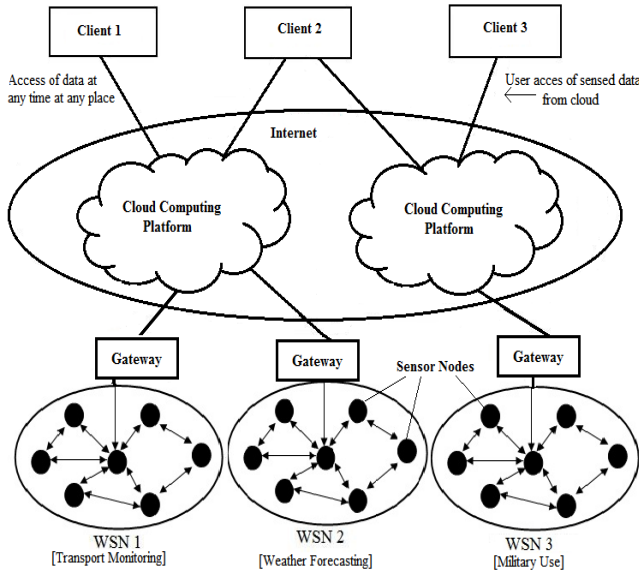 Client 1
Client 2
Client 3
Access of data at
any time at any place
User acces of sensed data
from cloud
Internet
Cloud Computing
Platform
Cloud Computing
Platform
Gateway
Gateway
Gateway
Sensor Nodes
WSN 1
[Transport Monitoring]
WSN 2
[Weather Forecasting]
WSN 3
[Military Use]